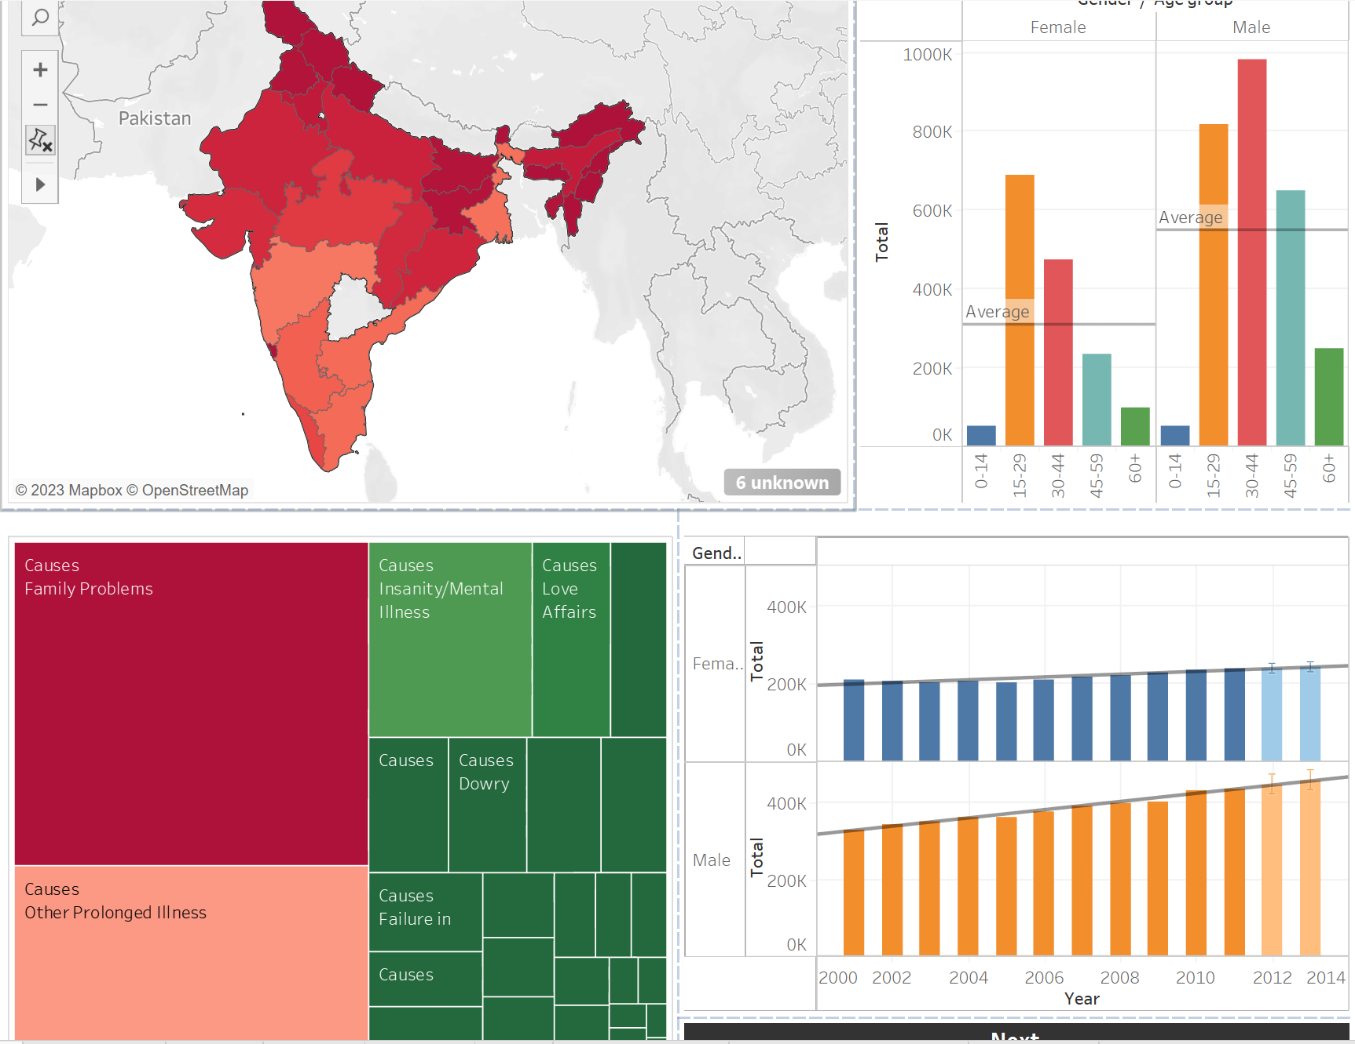 Pakistan
© 2023 Mapbox © OpenStreetMap
6 unknown
Gender / Age group
Female
Male
Total
1000K
800K
600K
400K
200K
0K
Average
Average
0-14
15-29
30-44
45-59
60+
0-14
15-29
30-44
45-59
60+
Causes
Family Problems
Causes
Other Prolonged Illness
Causes
Insanity/Mental
Illness
Causes
Love
Affairs
Causes
Causes
Dowry
Causes
Failure in
Causes
Gend..
Fema..
Total
400K
200K
0K
Male
Total
400K
200K
0K
2000
2002
2004
2006
2008
2010
2012
2014
Year
Next